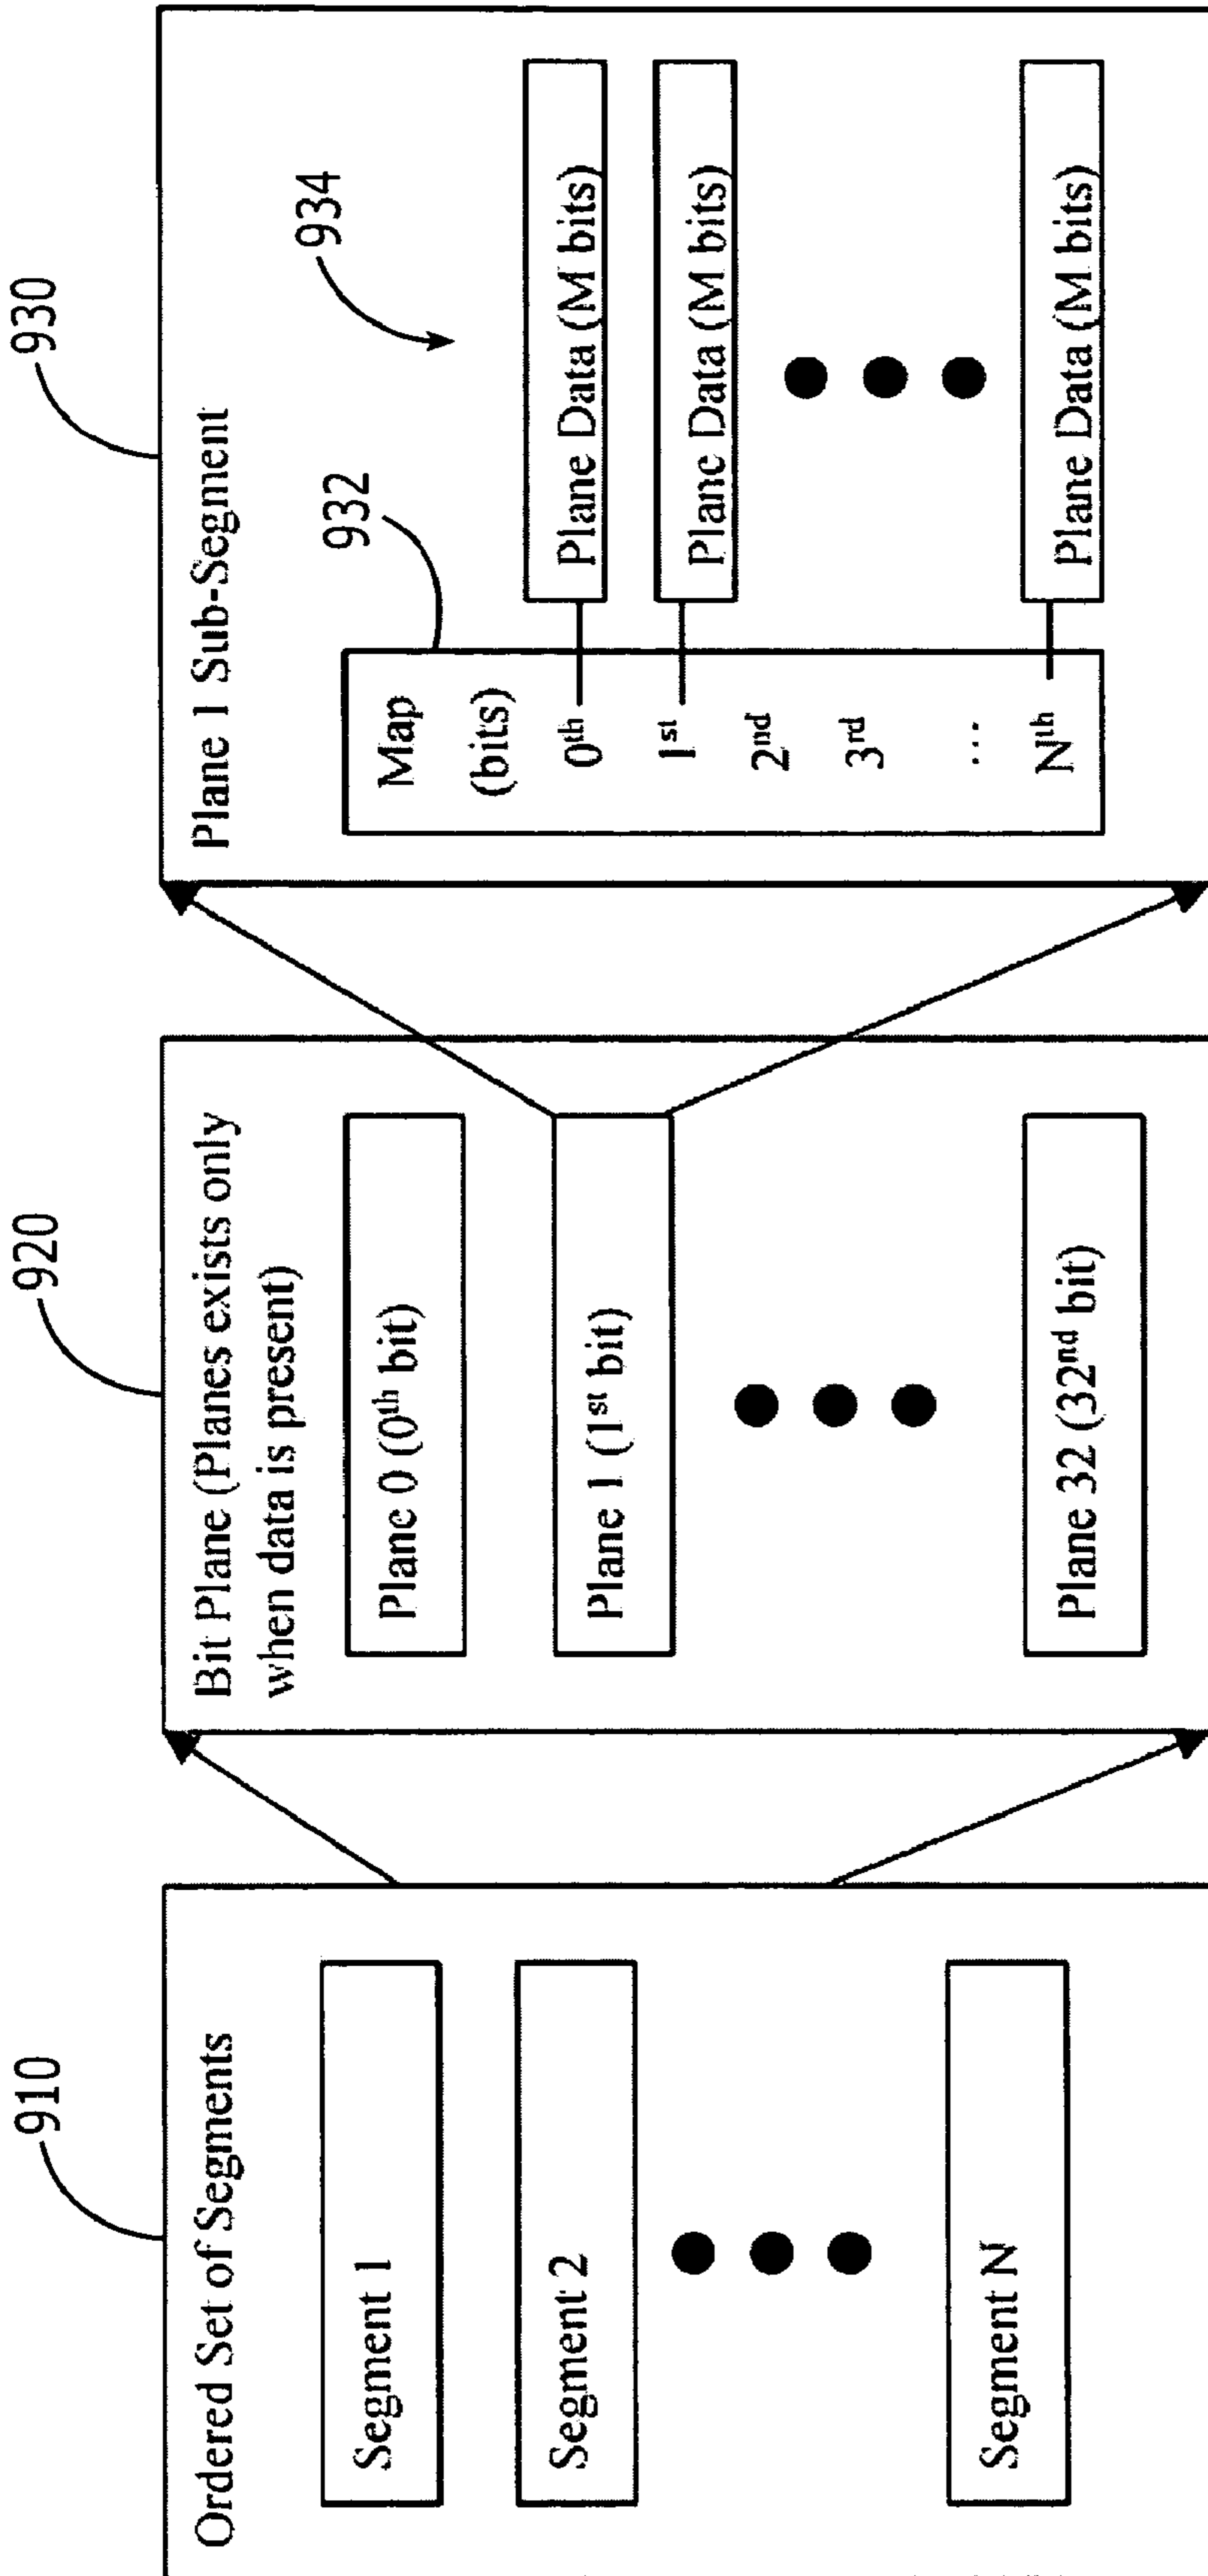 910
Ordered Set of Segments
Segment 1
Segment 2
Segment N
920
Bit Plane (Planes exists only
when data is present)
Plane 0 (0th bit)
Plane 1 (1st bit)
Plane 32 (32nd bit)
930
Plane 1 Sub-Segment
932
934
Map
(bits)
0th
1st
2nd
3rd
...
Nth
Plane Data (M bits)
Plane Data (M bits)
Plane Data (M bits)